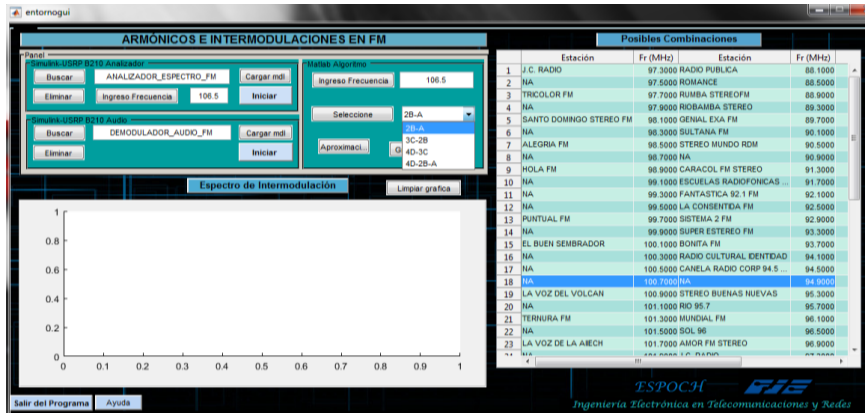 entornogui
ARMÓNICOS E INTERMODULACIONES EN FM
Posibles Combinaciones
Panel
Simulink-USRP B210 Analizador
Buscar ANALIZADOR_ESPECTRO_FM Cargar mdl
Eliminar Ingreso Frecuencia 106.5 Iniciar
Simulink-USRP B210 Audio
Buscar DEMODULADOR_AUDIO_FM Cargar mdl
Eliminar Iniciar
Matlab Algoritmo
Ingreso Frecuencia 106.5
Seleccione 2B-A
2B-A
3C-2B
4D-3C
4D-2B-A
Aproximaci... G
Espectro de Intermodulación Limpiar grafica
1
0.8
0.6
0.4
0.2
0
0 0.1 0.2 0.3 0.4 0.5 0.6 0.7 0.8 0.9 1
Estación Fr (MHz) Estación Fr (MHz)
1 J.C. RADIO 97.3000 RADIO PUBLICA 88.1000
2 NA 97.5000 ROMANCE 88.5000
3 TRICOLOR FM 97.7000 RUMBA STEREOFM 88.9000
4 NA 97.9000 RIOBAMBA STEREO 89.3000
5 SANTO DOMINGO STEREO FM 98.1000 GENIAL EXA FM 89.7000
6 NA 98.3000 SULTANA FM 90.1000
7 ALEGRIA FM 98.5000 STEREO MUNDO RDM 90.5000
8 NA 98.7000 NA 90.9000
9 HOLA FM 98.9000 CARACOL FM STEREO 91.3000
10 NA 99.1000 ESCUELAS RADIOFONICAS ... 91.7000
11 NA 99.3000 FANTASTICA 92.1 FM 92.1000
12 NA 99.5000 LA CONSENTIDA FM 92.5000
13 PUNTUAL FM 99.7000 SISTEMA 2 FM 92.9000
14 NA 99.9000 SUPER ESTEREO FM 93.3000
15 EL BUEN SEMBRADOR 100.1000 BONITA FM 93.7000
16 NA 100.3000 RADIO CULTURAL IDENTIDAD 94.1000
17 NA 100.5000 CANELA RADIO CORP 94.5 ... 94.5000
18 NA 100.7000 NA 94.9000
19 LA VOZ DEL VOLCAN 100.9000 STEREO BUENAS NUEVAS 95.3000
20 NA 101.1000 RIO 95.7 95.7000
21 TERNURA FM 101.3000 MUNDIAL FM 96.1000
22 NA 101.5000 SOL 96 96.5000
23 LA VOZ DE LA AIIECH 101.7000 AMOR FM STEREO 96.9000
ESPOCH
Ingeniería Electrónica en Telecomunicaciones y Redes
Salir del Programa Ayuda